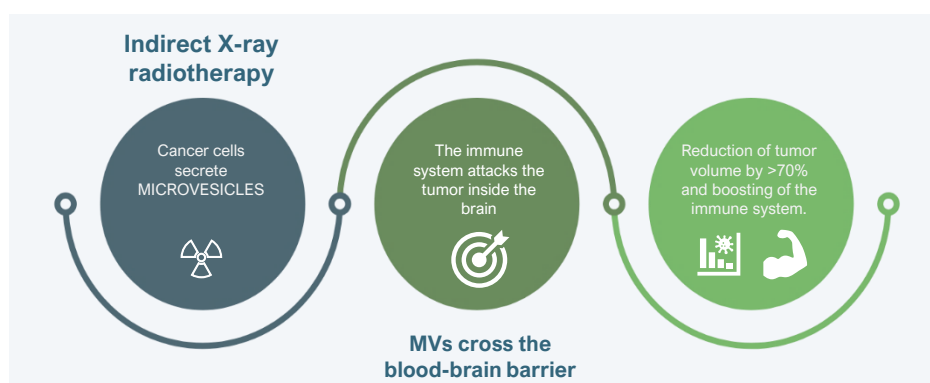 Indirect X-ray
radiotherapy
Cancer cells
secrete
MICROVESICLES
The immune
system attacks the
tumor inside the
brain
Reduction of tumor
volume by >70%
and boosting of the
immune system.
MVs cross the
blood-brain barrier